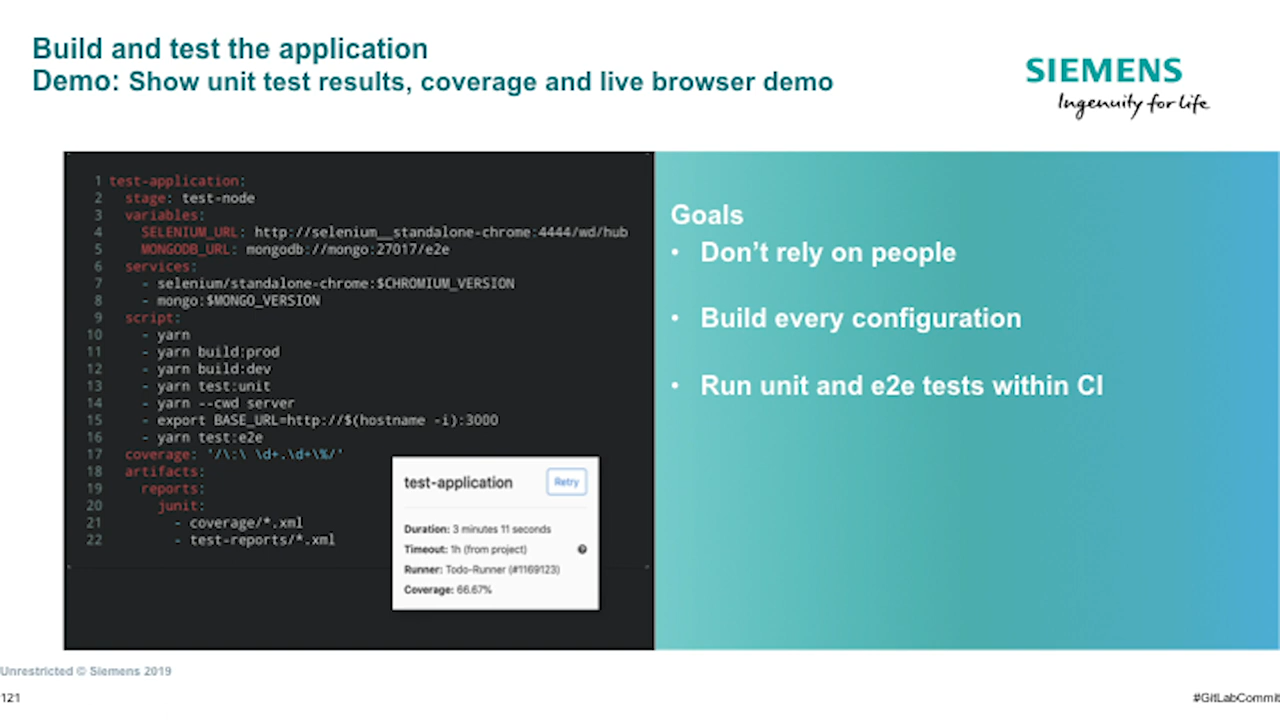 Build and test the application
Demo: Show unit test results, coverage and live browser demo
SIEMENS
Ingenuity for life
1 test-application:
2 stage: test-node
3 variables:
4 SELENIUM_URL: http://selenium__standalone-chrome:4444/wd/hub
5 MONGODB_URL: mongodb://mongo:27017/e2e
6 services:
7 - selenium/standalone-chrome:$CHROMIUM_VERSION
8 - mongo:$MONGO_VERSION
9 script:
10 - yarn
11 - yarn build:prod
12 - yarn build:dev
13 - yarn test:unit
14 - yarn --cwd server
15 - export BASE_URL=http://$(hostname -i):3000
16 - yarn test:e2e
17 coverage: '/\:\ \d+.\d+\%/'
18 artifacts:
19 reports:
20 junit:
21 - coverage/*.xml
22 - test-reports/*.xml
test-application
Retry
Duration: 3 minutes 11 seconds
Timeout: 1h (from project)
Runner: Todo-Runner (#1169123)
Coverage: 66.67%
Goals
• Don’t rely on people
• Build every configuration
• Run unit and e2e tests within CI
Unrestricted © Siemens 2019
121
#GitLabCommit